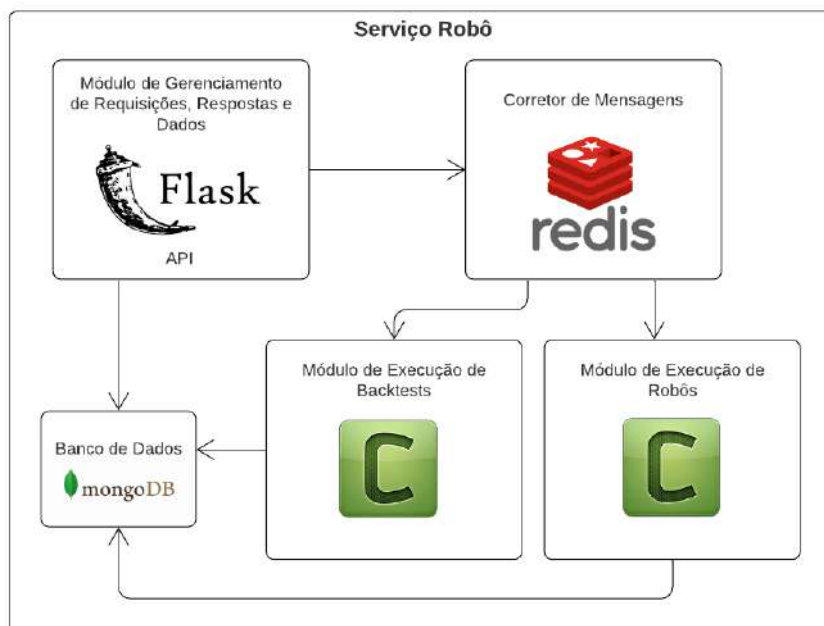 Serviço Robô
Módulo de Gerenciamento
de Requisições, Respostas e
Dados
Flask
API
Corretor de Mensagens
redis
Módulo de Execução de
Backtests
C
Módulo de Execução de
Robôs
C
Banco de Dados
mongoDB